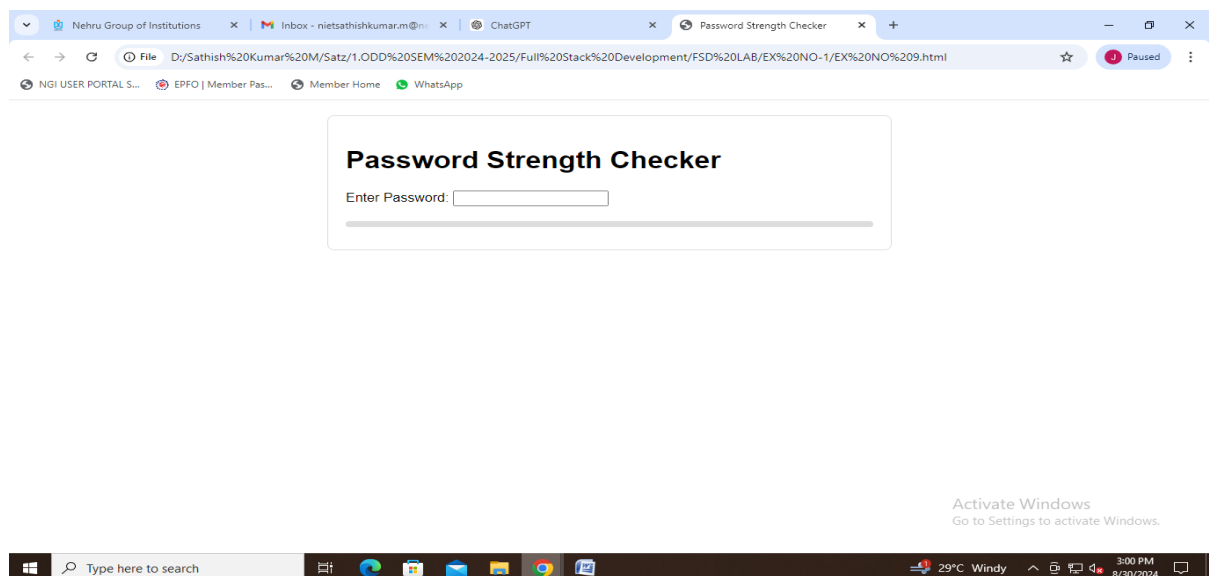 Nehru Group of Institutions
Inbox - nietsathishkumar.m@ne
ChatGPT
Password Strength Checker
File D:/Sathish%20Kumar%20M/Satz/1.ODD%20SEM%202024-2025/Full%20Stack%20Development/FSD%20LAB/EX%20NO-1/EX%20NO%209.html
J Paused
NGI USER PORTAL S...
EPFO | Member Pas...
Member Home
WhatsApp
Password Strength Checker
Enter Password:
Activate Windows
Go to Settings to activate Windows.
Type here to search
29°C Windy
3:00 PM
8/30/2024